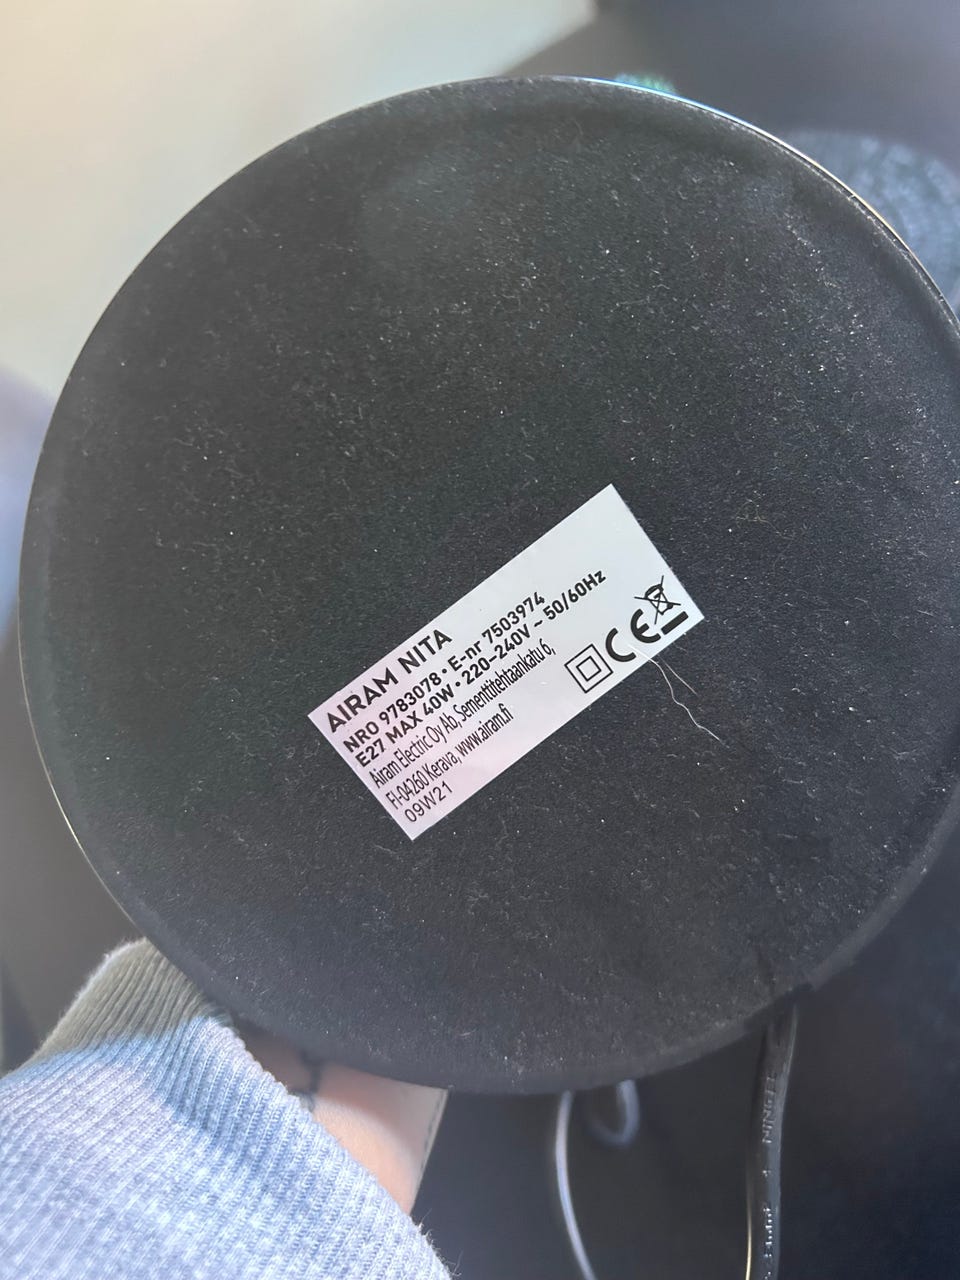 AIRAM NITA
NRO 9783078 • E-nr 7503974
E27 MAX 40W • 220–240V ~ 50/60Hz
Airam Electric Oy Ab, Sementtitehtaankatu 6,
FI-04260 Kerava, www.airam.fi
09W21
CE